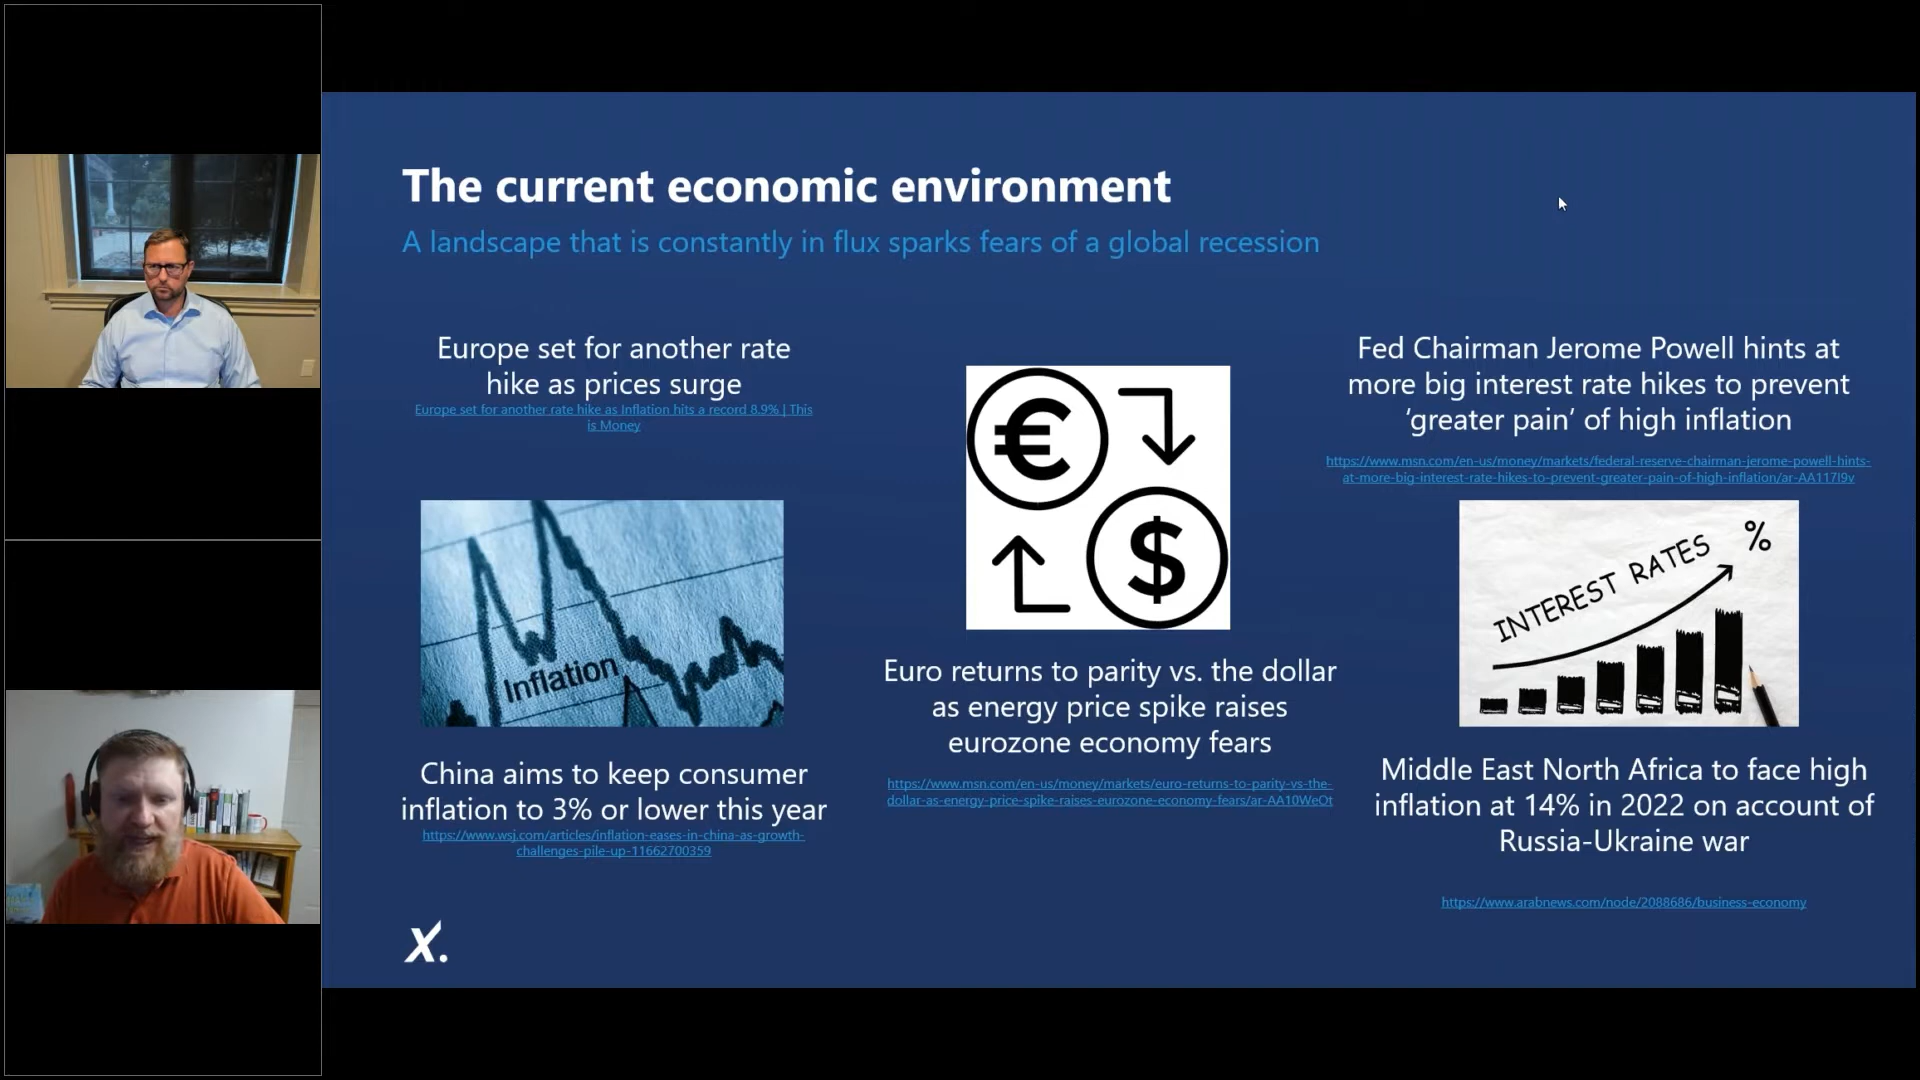 The current economic environment
A landscape that is constantly in flux sparks fears of a global recession
Europe set for another rate
hike as prices surge
Europe set for another rate hike as Inflation hits a record 8.9% | This
is Money
Inflation
China aims to keep consumer
inflation to 3% or lower this year
https://www.wsj.com/articles/inflation-eases-in-china-as-growth-
challenges-pile-up-11662700359
€
$
Euro returns to parity vs. the dollar
as energy price spike raises
eurozone economy fears
https://www.msn.com/en-us/money/markets/euro-returns-to-parity-vs-the-
dollar-as-energy-price-spike-raises-eurozone-economy-fears/ar-AA10WeOt
Fed Chairman Jerome Powell hints at
more big interest rate hikes to prevent
‘greater pain’ of high inflation
https://www.msn.com/en-us/money/markets/federal-reserve-chairman-jerome-powell-hints-
at-more-big-interest-rate-hikes-to-prevent-greater-pain-of-high-inflation/ar-AA117I9v
INTEREST RATES %
Middle East North Africa to face high
inflation at 14% in 2022 on account of
Russia-Ukraine war
https://www.arabnews.com/node/2088686/business-economy
X.